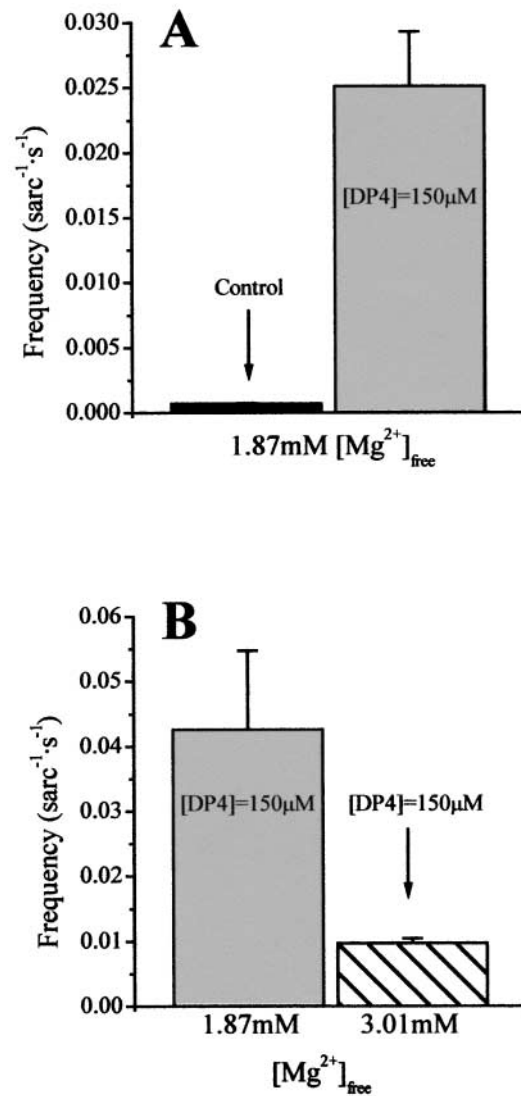 A
Frequency (sarc⁻¹·s⁻¹)
0.030
0.025
0.020
0.015
0.010
0.005
0.000
Control
[DP4]=150μM
1.87mM [Mg²⁺]free
B
Frequency (sarc⁻¹·s⁻¹)
0.06
0.05
0.04
0.03
0.02
0.01
0.00
[DP4]=150μM
[DP4]=150μM
1.87mM 3.01mM
[Mg²⁺]free